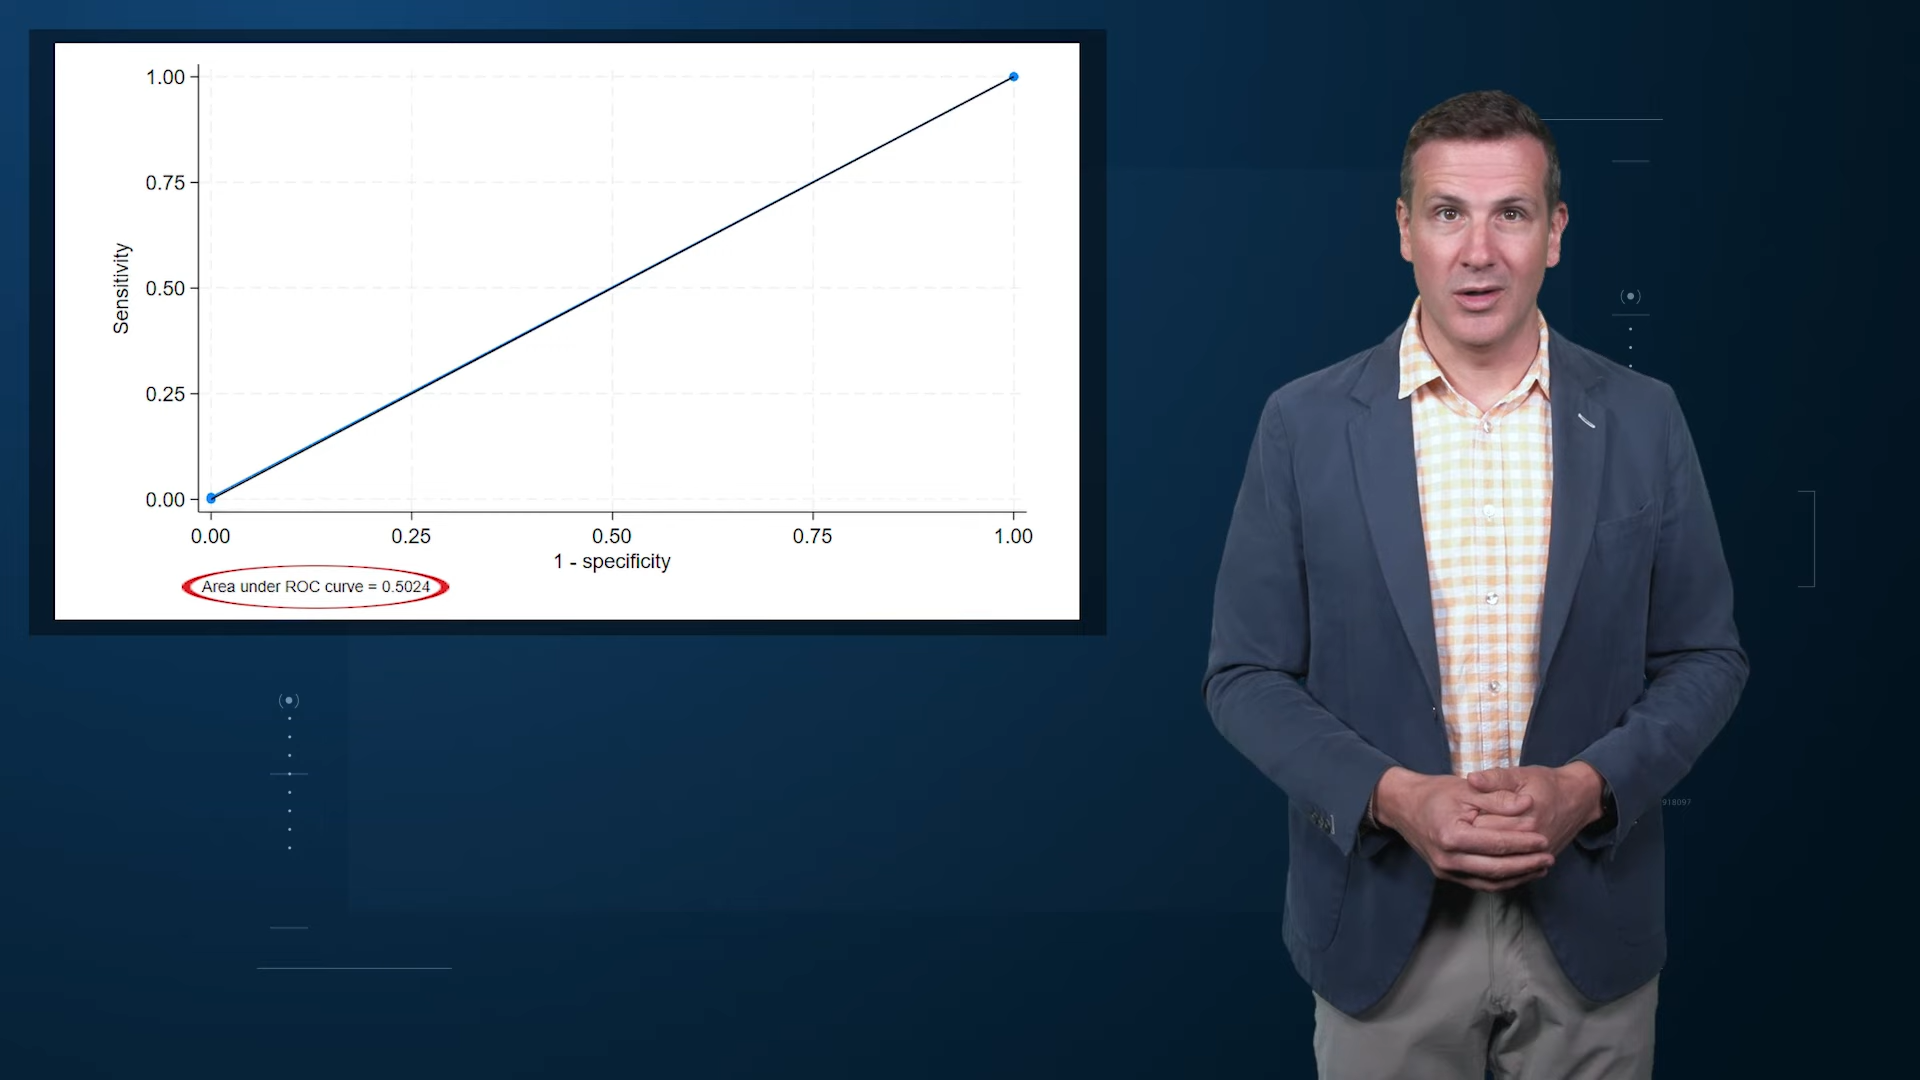 1.00
0.75
0.50
0.25
0.00
Sensitivity
0.00 0.25 0.50 0.75 1.00
1 - specificity
Area under ROC curve = 0.5024
918097